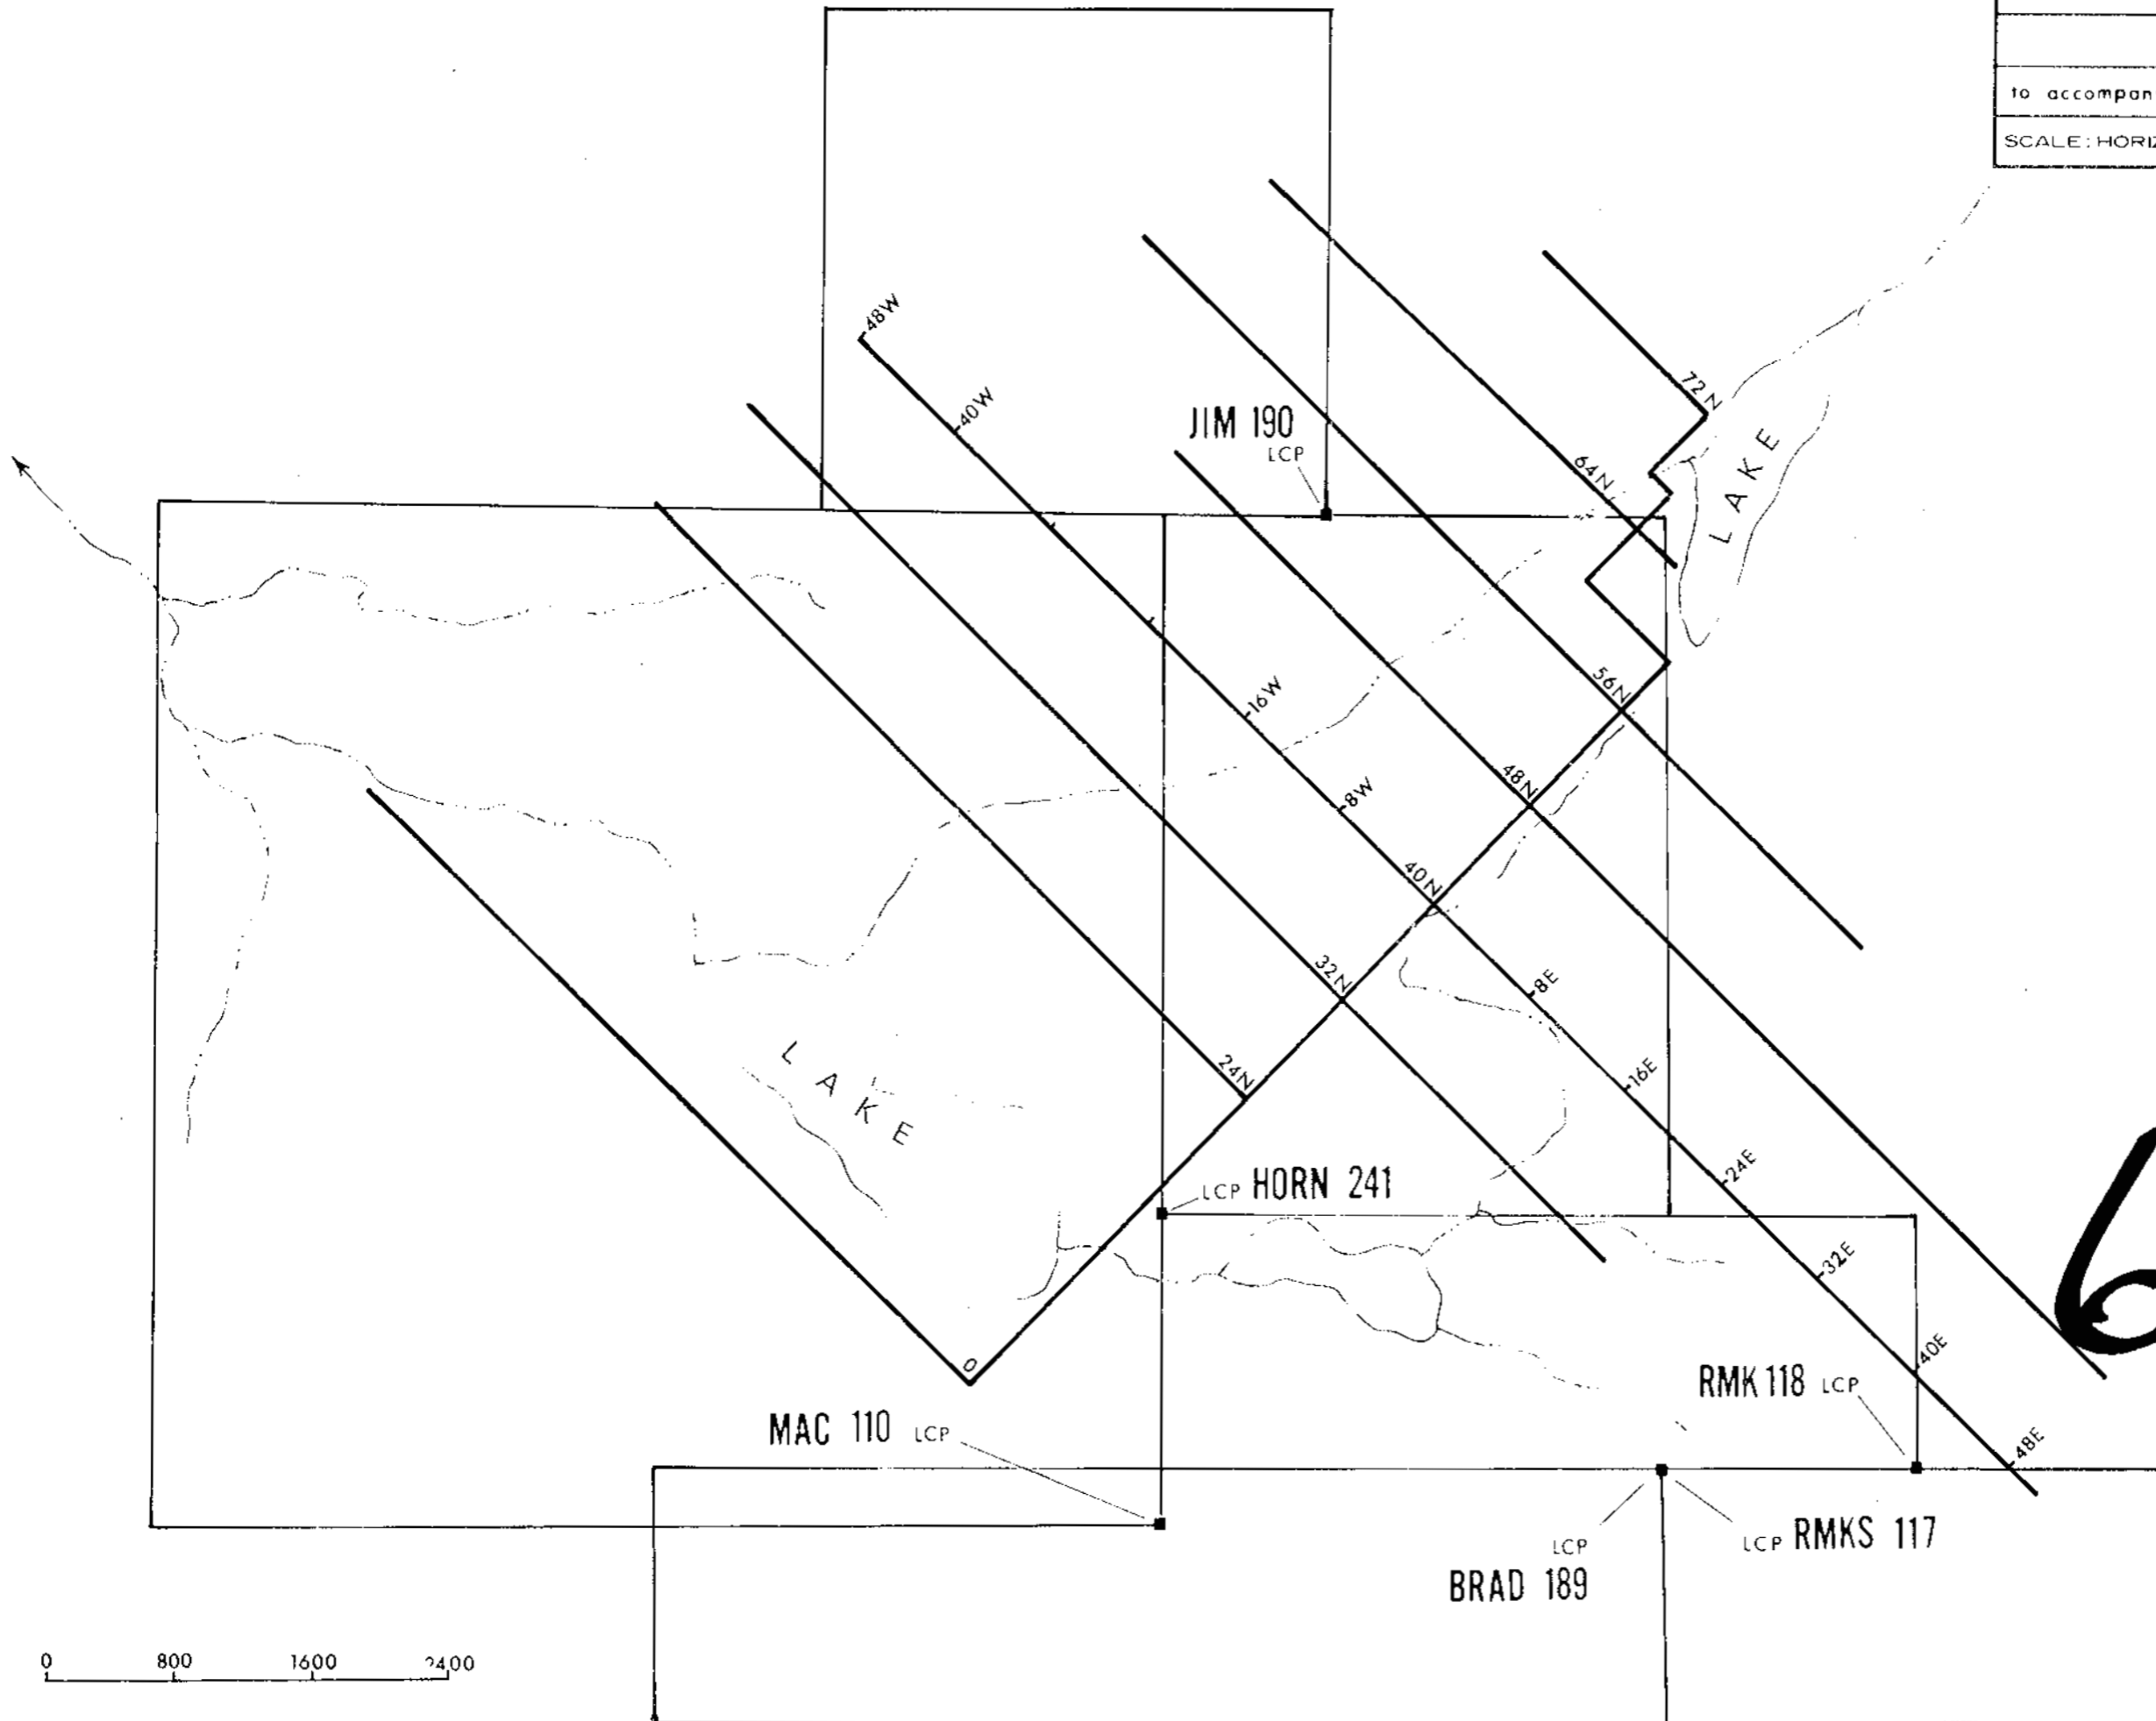 to accompan
SCALE: HORIZ
48W
40W
72N
JIM 190
LCP
64N
LAKE
16W
56N
8W
48N
40N
32N
8E
24N
16E
LAKE
24E
LCP HORN 241
32E
40E
0
RMK 118 LCP
MAC 110 LCP
48E
LCP
BRAD 189
LCP RMKS 117
0 800 1600 2400
6